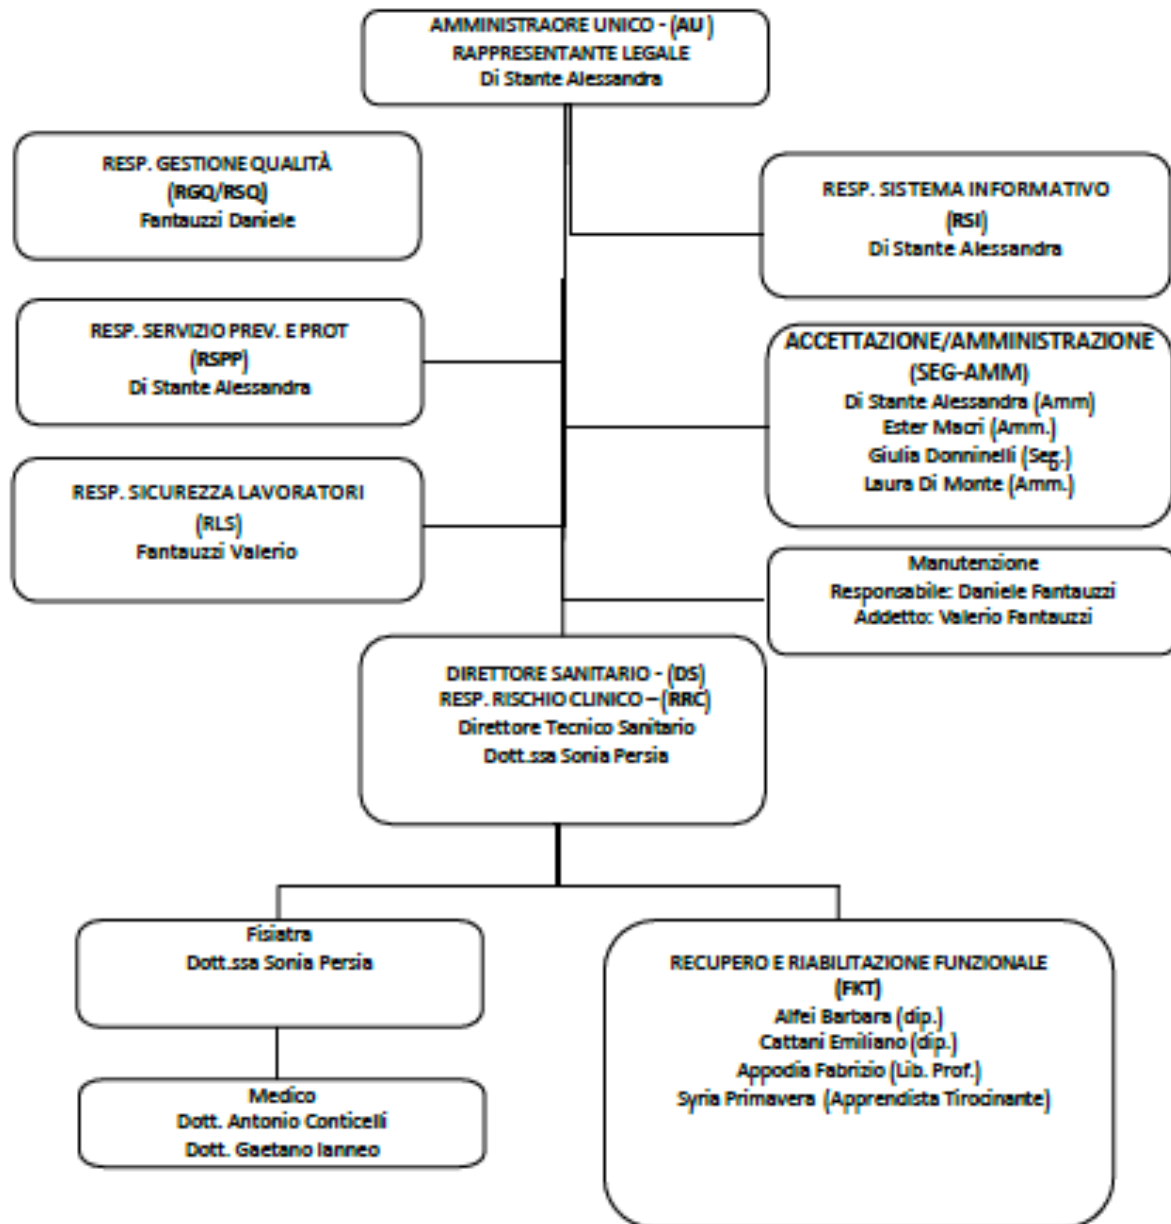 AMMINISTRAORE UNICO - (AU )
RAPPRESENTANTE LEGALE
Di Stante Alessandra
RESP. GESTIONE QUALITÀ
(RGQ/RSQ)
Fantauzzi Daniele
RESP. SISTEMA INFORMATIVO
(RSI)
Di Stante Alessandra
RESP. SERVIZIO PREV. E PROT
(RSPP)
Di Stante Alessandra
ACCETTAZIONE/AMMINISTRAZIONE
(SEG-AMM)
Di Stante Alessandra (Amm)
Ester Macri (Amm.)
Giulia Donninelli (Seg.)
Laura Di Monte (Amm.)
RESP. SICUREZZA LAVORATORI
(RLS)
Fantauzzi Valerio
Manutenzione
Responsabile: Daniele Fantauzzi
Addetto: Valerio Fantauzzi
DIRETTORE SANITARIO - (DS)
RESP. RISCHIO CLINICO – (RRC)
Direttore Tecnico Sanitario
Dott.ssa Sonia Persia
Fisiatra
Dott.ssa Sonia Persia
Medico
Dott. Antonio Conticelli
Dott. Gaetano Ianneo
RECUPERO E RIABILITAZIONE FUNZIONALE
(FKT)
Alfei Barbara (dip.)
Cattani Emiliano (dip.)
Appodia Fabrizio (Lib. Prof.)
Syria Primavera (Apprendista Tirocinante)